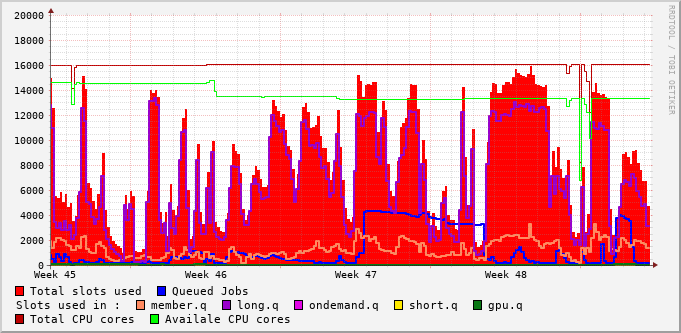 20000
18000
16000
14000
12000
10000
8000
6000
4000
2000
0
Week 45 Week 46 Week 47 Week 48
Total slots used Queued Jobs
Slots used in : member.q long.q ondemand.q short.q gpu.q
Total CPU cores Availale CPU cores
RRDTOOL / TOBI OETIKER